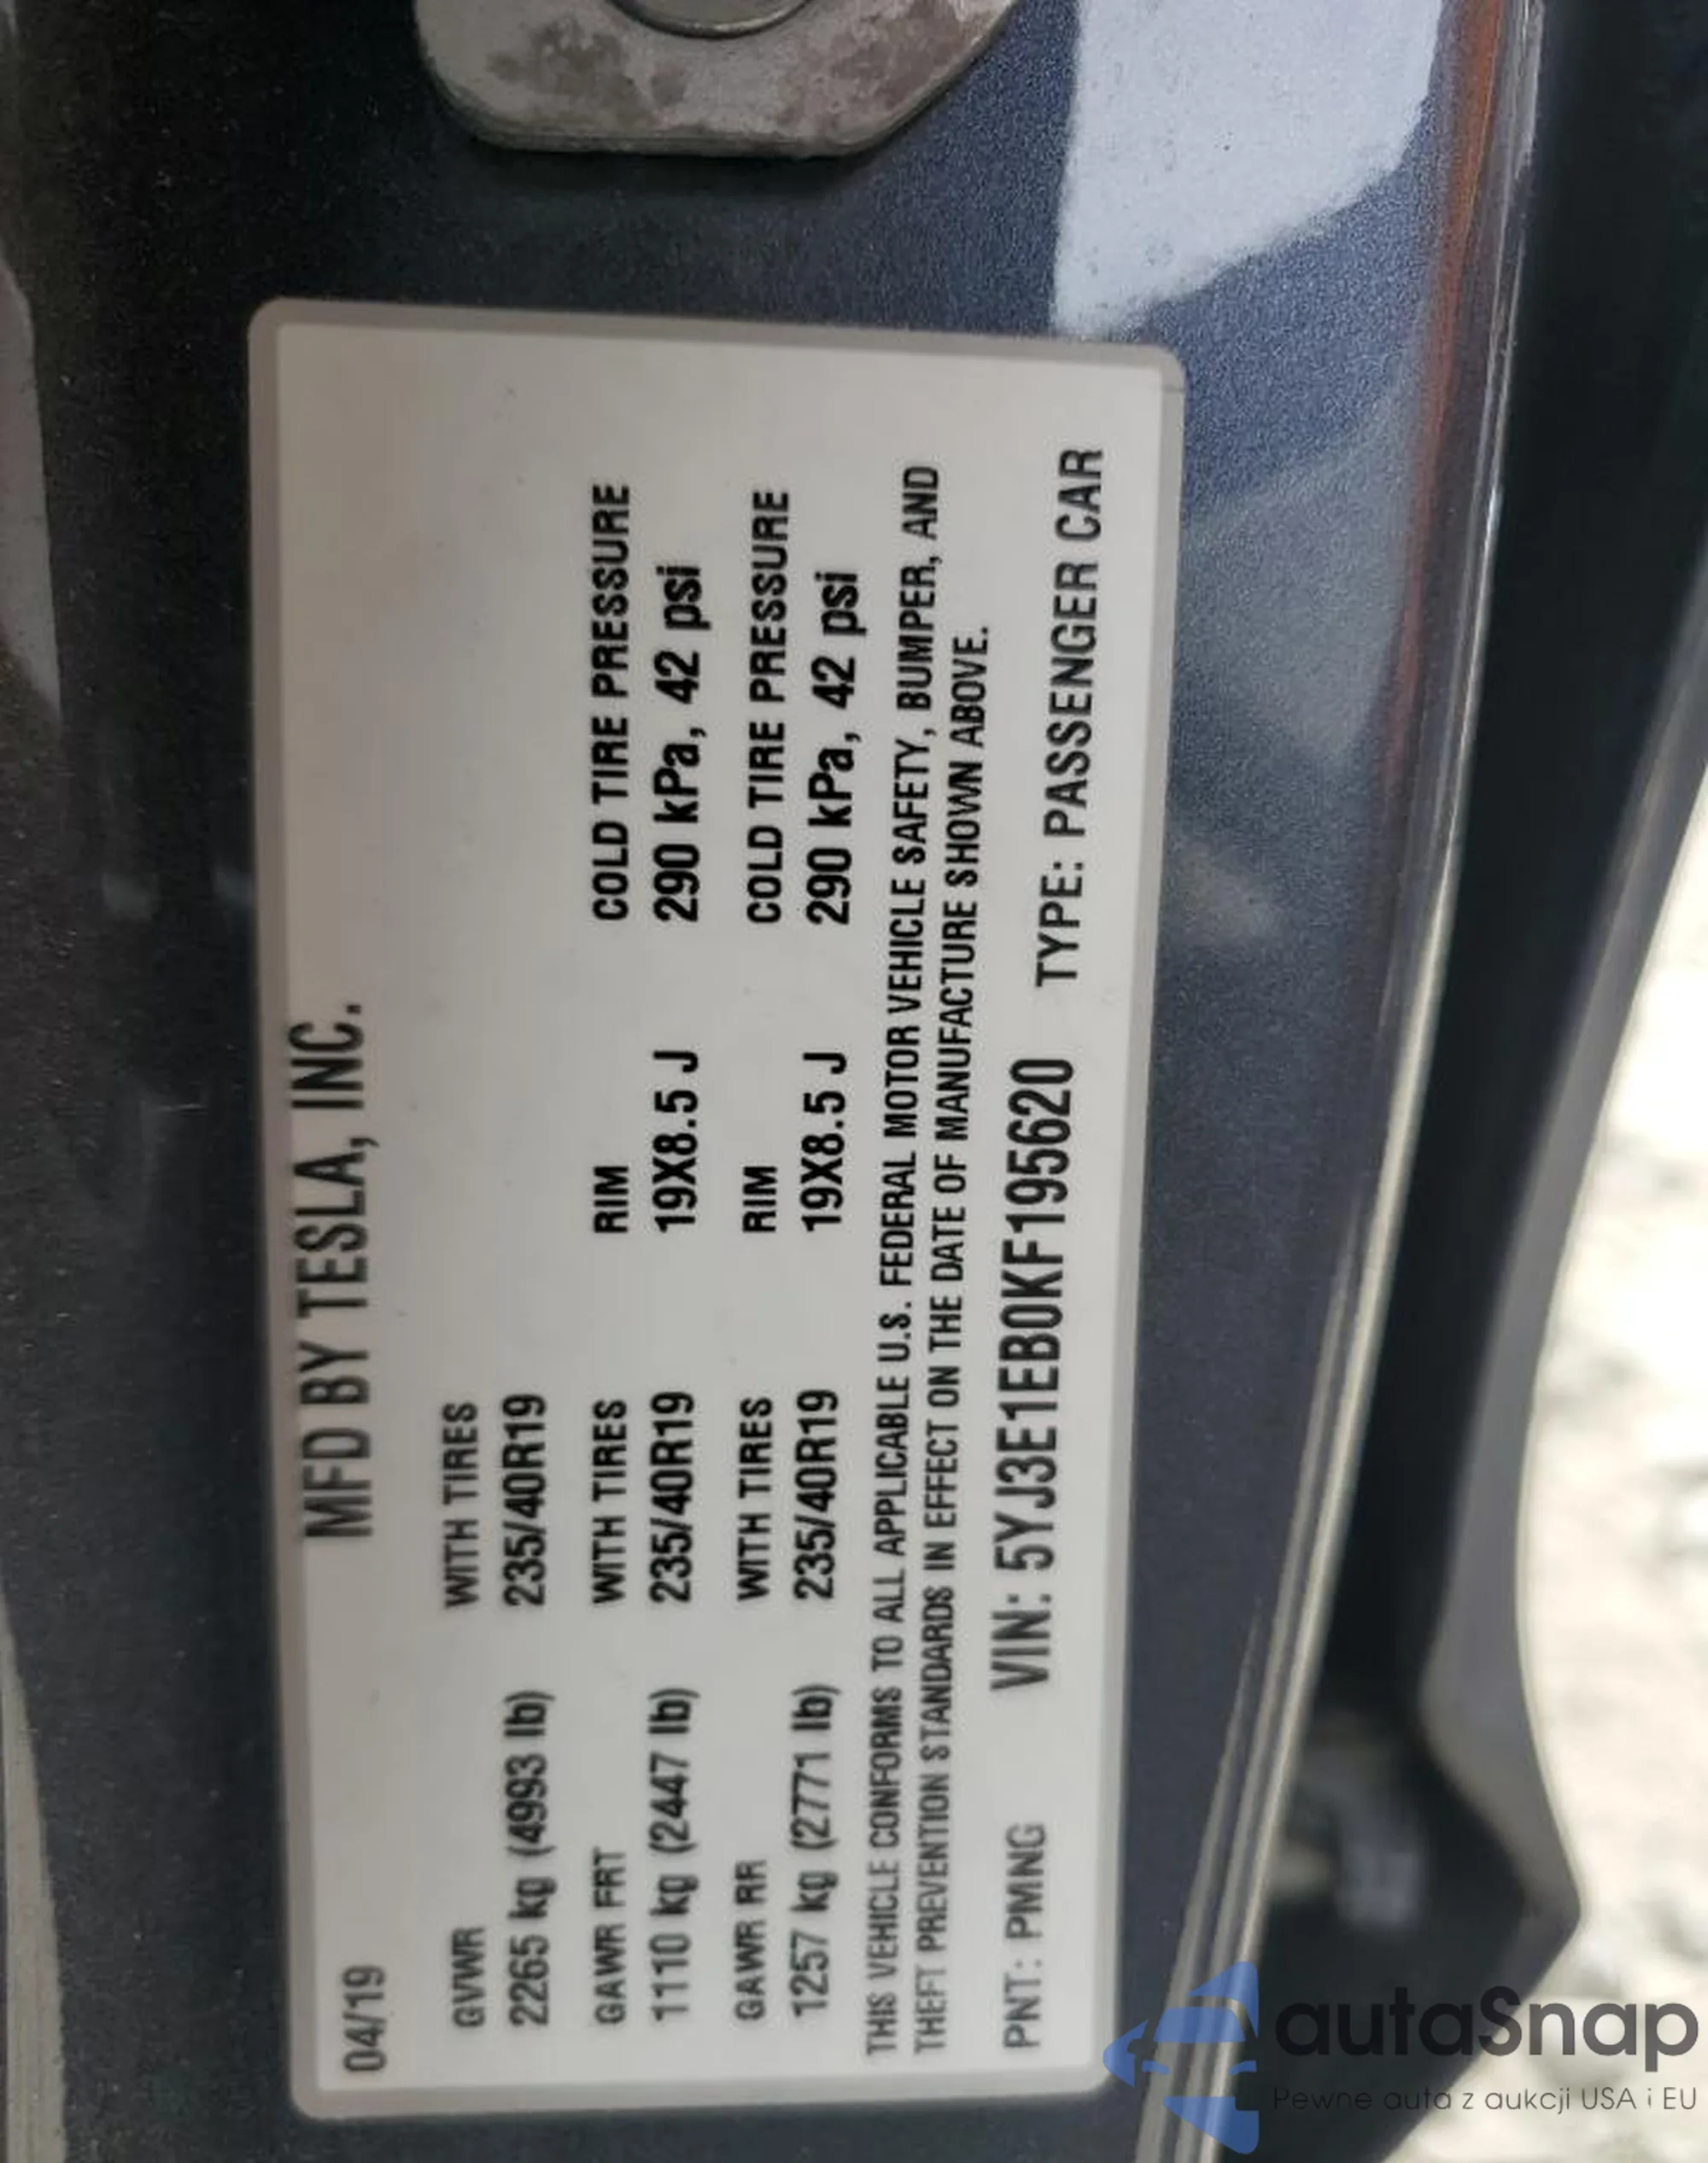 04/19 MFD BY TESLA, INC.
GVWR WITH TIRES
2265 kg (4993 lb) 235/40R19
GAWR FRT WITH TIRES RIM COLD TIRE PRESSURE
1110 kg (2447 lb) 235/40R19 19X8.5 J 290 kPa, 42 psi
GAWR RR WITH TIRES RIM COLD TIRE PRESSURE
1257 kg (2771 lb) 235/40R19 19X8.5 J 290 kPa, 42 psi
THIS VEHICLE CONFORMS TO ALL APPLICABLE U.S. FEDERAL MOTOR VEHICLE SAFETY, BUMPER, AND
THEFT PREVENTION STANDARDS IN EFFECT ON THE DATE OF MANUFACTURE SHOWN ABOVE.
PNT: PMNG VIN: 5YJ3E1EB0KF195620 TYPE: PASSENGER CAR
autaSnap
Pewne auta z aukcji USA i EU